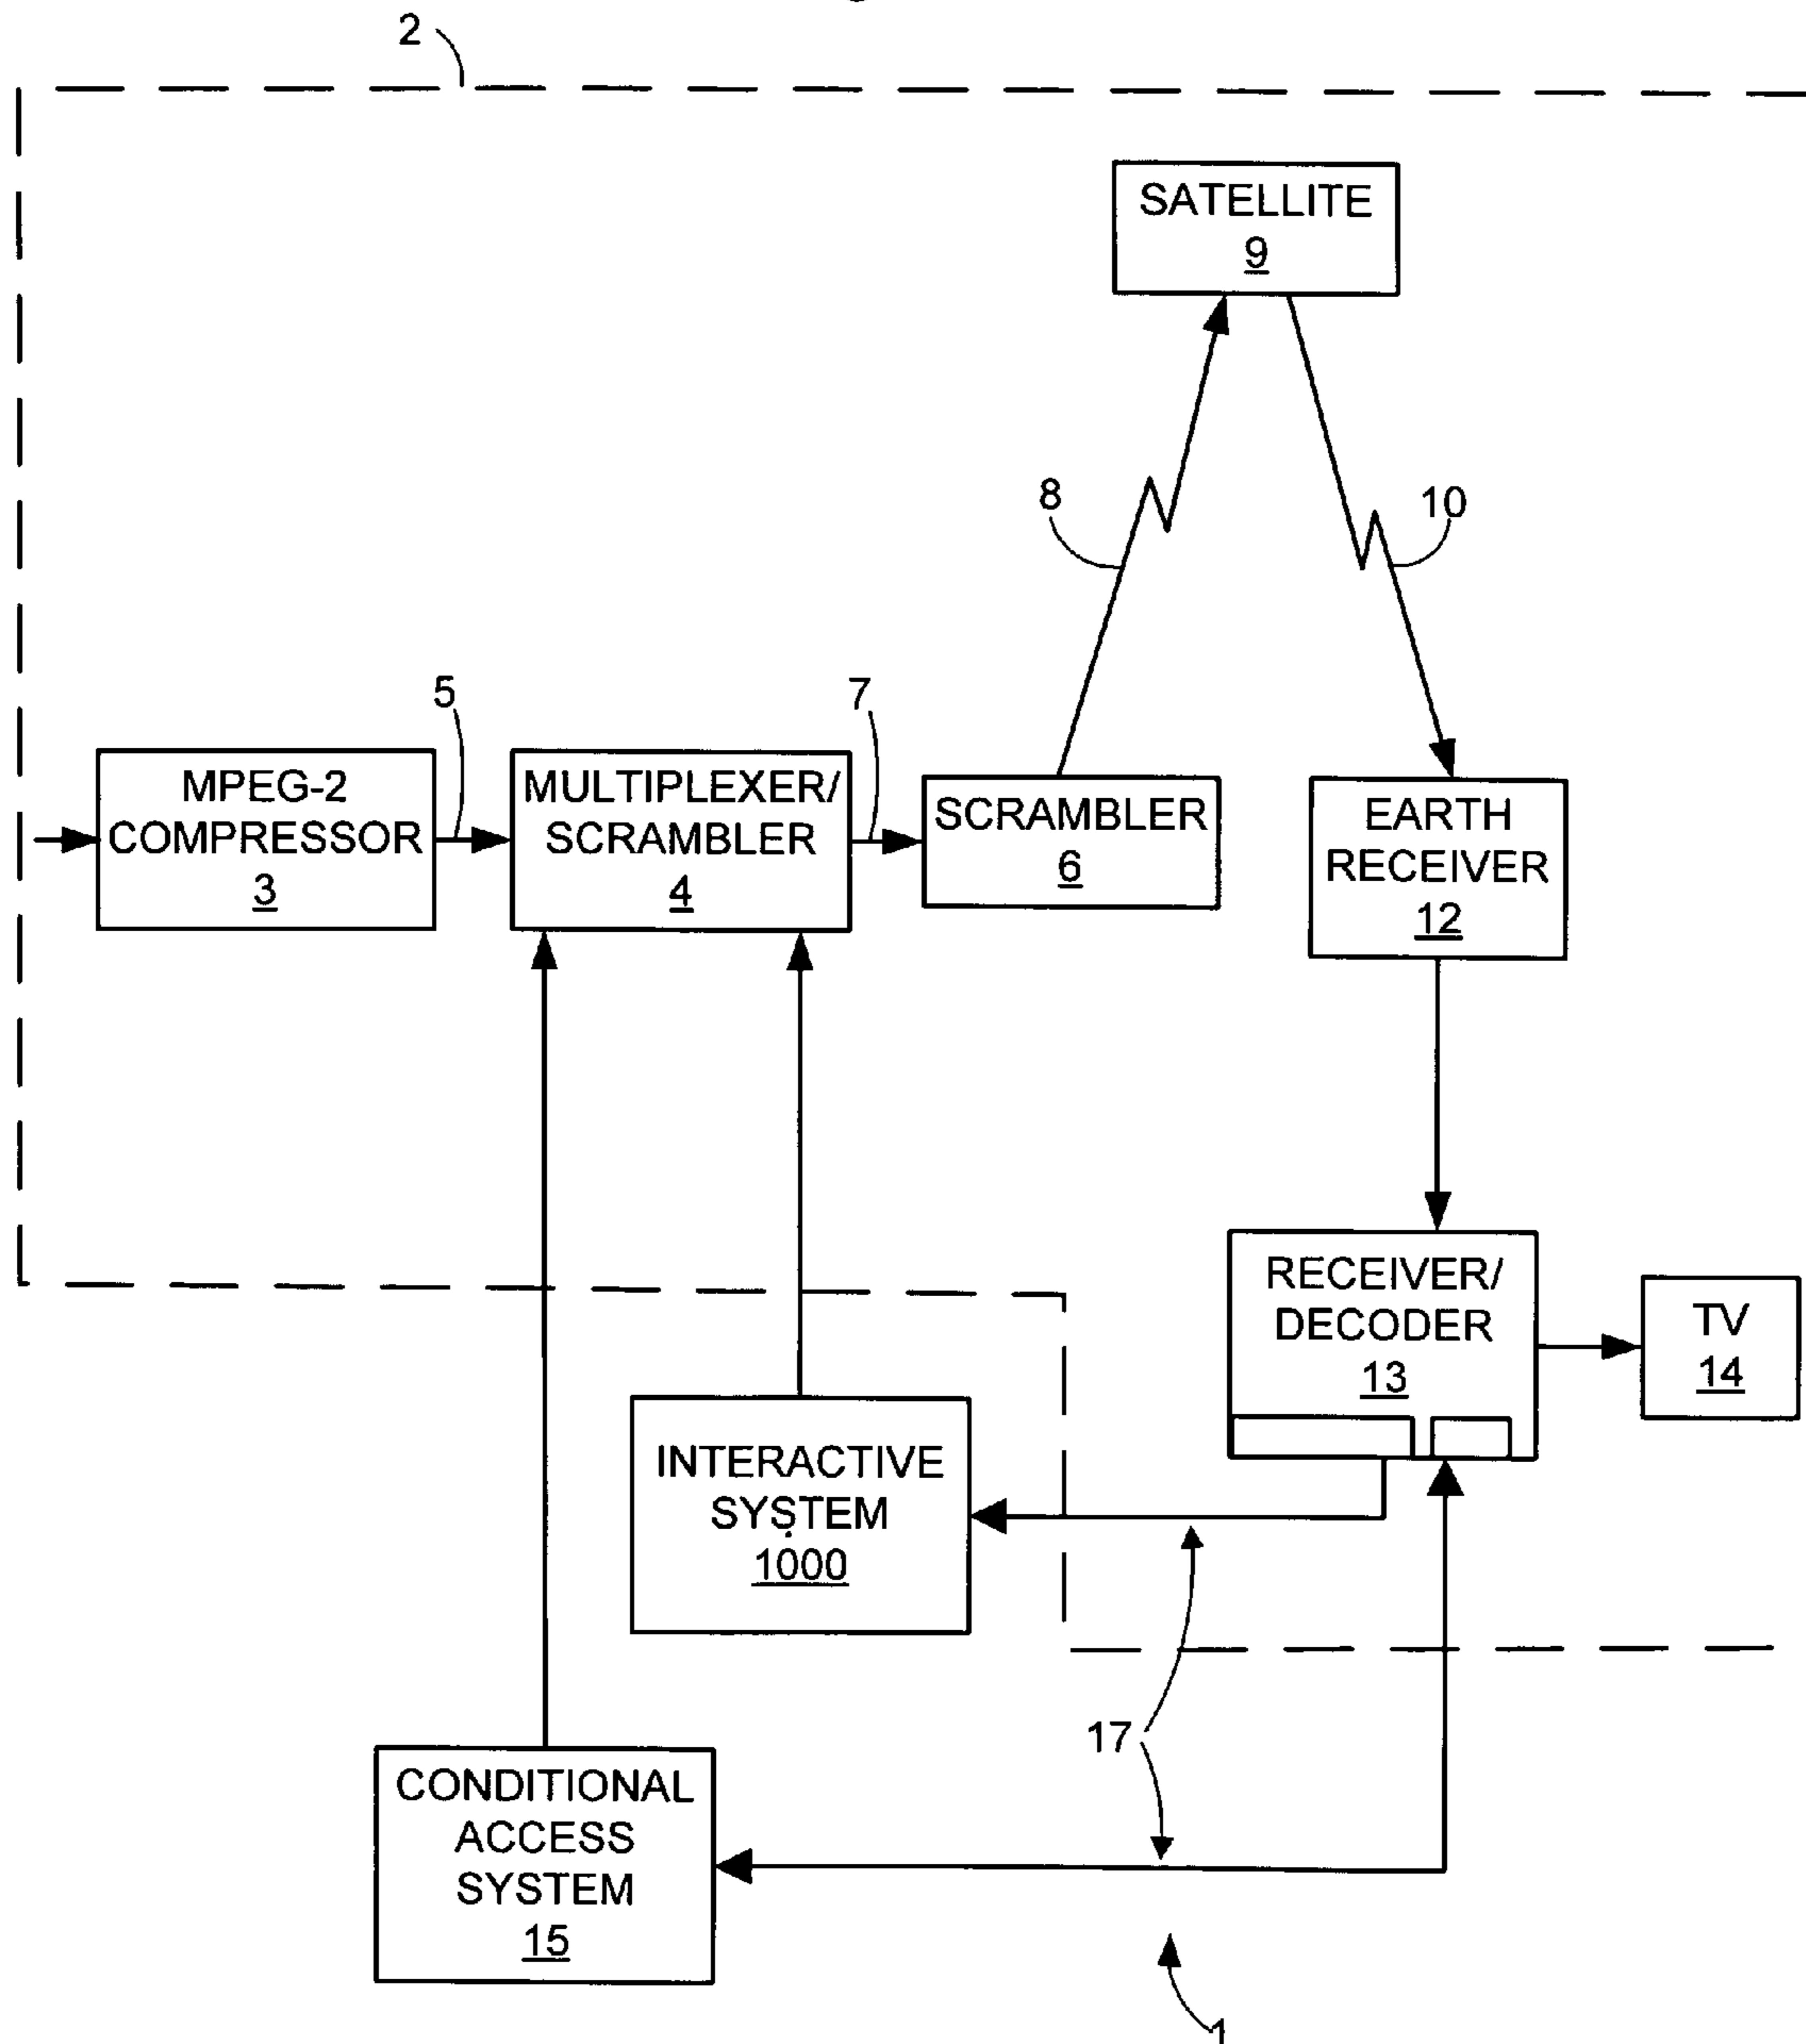 2
SATELLITE
9
8
10
5
7
MPEG-2
COMPRESSOR
3
MULTIPLEXER/
SCRAMBLER
4
SCRAMBLER
6
EARTH
RECEIVER
12
RECEIVER/
DECODER
13
TV
14
INTERACTIVE
SYSTEM
1000
17
CONDITIONAL
ACCESS
SYSTEM
15
1